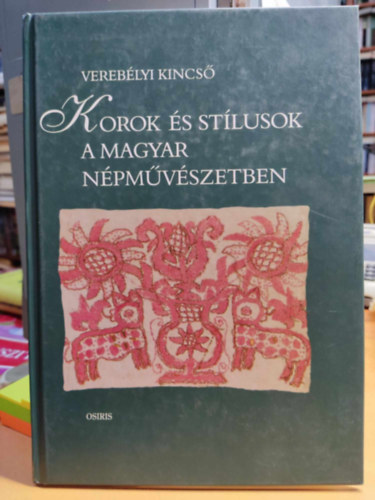 VEREBÉLYI KINCSŐ
KOROK ÉS STÍLUSOK
A MAGYAR
NÉPMŰVÉSZETBEN
OSIRIS